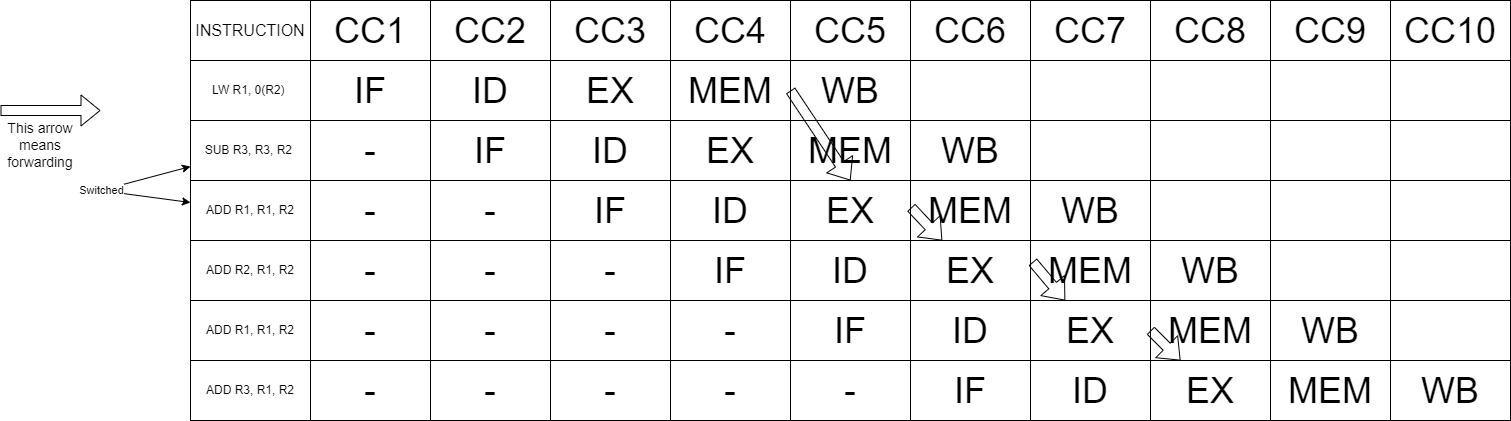 INSTRUCTION CC1 CC2 CC3 CC4 CC5 CC6 CC7 CC8 CC9 CC10
LW R1, 0(R2) IF ID EX MEM WB
This arrow
means
forwarding
SUB R3, R3, R2 - IF ID EX MEM WB
Switched
ADD R1, R1, R2 - - IF ID EX MEM WB
ADD R2, R1, R2 - - - IF ID EX MEM WB
ADD R1, R1, R2 - - - - IF ID EX MEM WB
ADD R3, R1, R2 - - - - - IF ID EX MEM WB